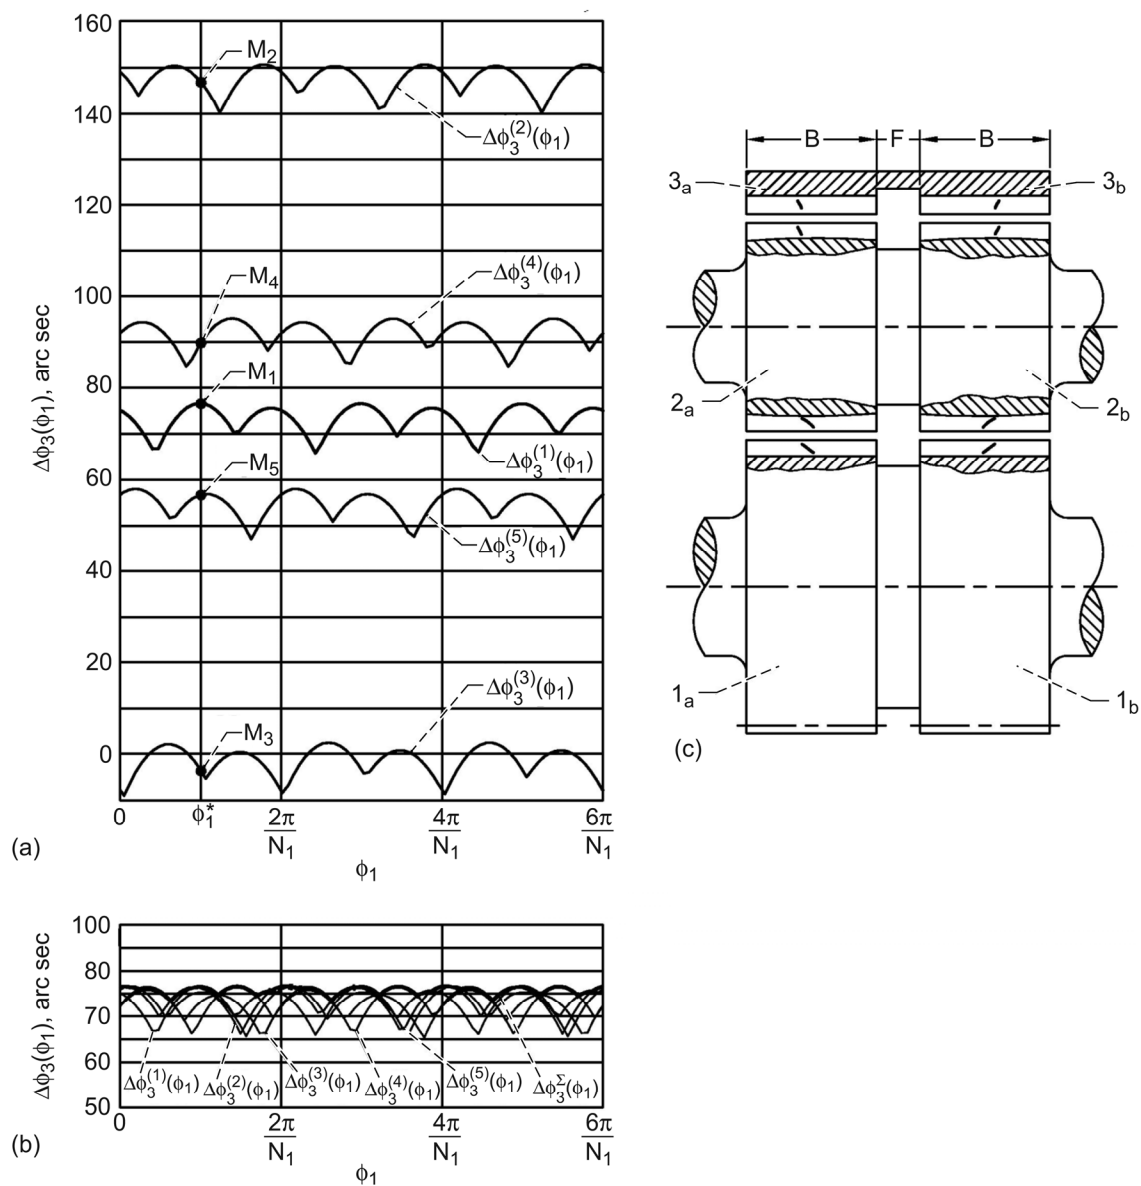 160
140
120
100
80
60
40
20
0
Δϕ₃(ϕ₁), arc sec
M₂
Δϕ₃⁽²⁾(ϕ₁)
Δϕ₃⁽⁴⁾(ϕ₁)
M₄
M₁
Δϕ₃⁽¹⁾(ϕ₁)
M₅
Δϕ₃⁽⁵⁾(ϕ₁)
Δϕ₃⁽³⁾(ϕ₁)
M₃
0 ϕ₁* 2π/N₁ 4π/N₁ 6π/N₁
ϕ₁
(a)
B F B
3ₐ 3b
2ₐ 2b
1ₐ 1b
(c)
100
80
70
60
50
Δϕ₃(ϕ₁), arc sec
Δϕ₃⁽¹⁾(ϕ₁) Δϕ₃⁽²⁾(ϕ₁) Δϕ₃⁽³⁾(ϕ₁) Δϕ₃⁽⁴⁾(ϕ₁) Δϕ₃⁽⁵⁾(ϕ₁) Δϕ₃^Σ(ϕ₁)
0 2π/N₁ 4π/N₁ 6π/N₁
ϕ₁
(b)